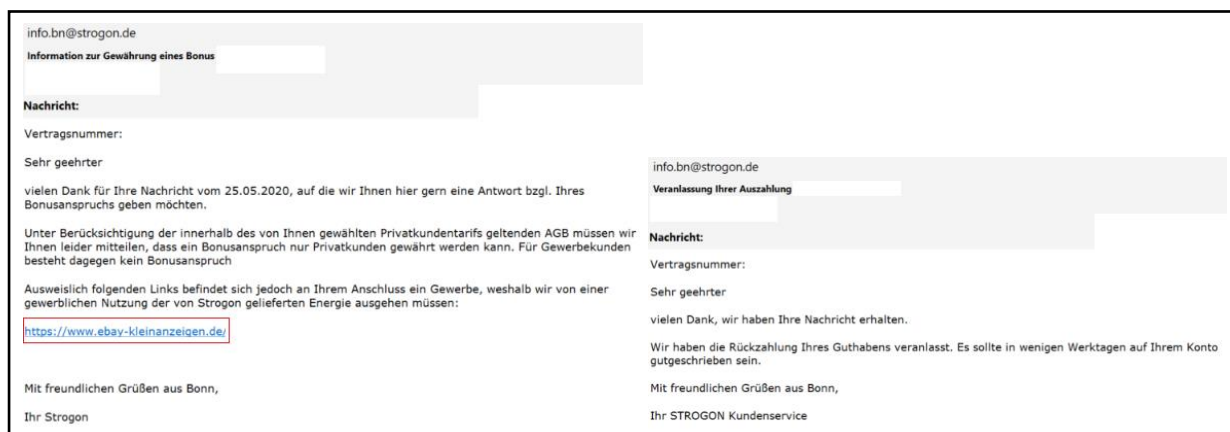 info.bn@strogon.de
Information zur Gewährung eines Bonus
Nachricht:
Vertragsnummer:
Sehr geehrter
vielen Dank für Ihre Nachricht vom 25.05.2020, auf die wir Ihnen hier gern eine Antwort bzgl. Ihres
Bonusanspruchs geben möchten.
Unter Berücksichtigung der innerhalb des von Ihnen gewählten Privatkundentarifs geltenden AGB müssen wir
Ihnen leider mitteilen, dass ein Bonusanspruch nur Privatkunden gewährt werden kann. Für Gewerbekunden
besteht dagegen kein Bonusanspruch
Ausweislich folgenden Links befindet sich jedoch an Ihrem Anschluss ein Gewerbe, weshalb wir von einer
gewerblichen Nutzung der von Strogon gelieferten Energie ausgehen müssen:
https://www.ebay-kleinanzeigen.de/
Mit freundlichen Grüßen aus Bonn,
Ihr Strogon
info.bn@strogon.de
Veranlassung Ihrer Auszahlung
Nachricht:
Vertragsnummer:
Sehr geehrter
vielen Dank, wir haben Ihre Nachricht erhalten.
Wir haben die Rückzahlung Ihres Guthabens veranlasst. Es sollte in wenigen Werktagen auf Ihrem Konto
gutgeschrieben sein.
Mit freundlichen Grüßen aus Bonn,
Ihr STROGON Kundenservice